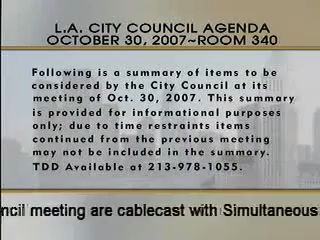 L.A. CITY COUNCIL AGENDA
OCTOBER 30, 2007~ROOM 340
Following is a summary of items to be
considered by the City Council at its
meeting of Oct. 30, 2007. This summary
is provided for informational purposes
only; due to time restraints items
continued from the previous meeting
may not be included in the summary.
TDD Available at 213-978-1055.
ncil meeting are cablecast with Simultaneous